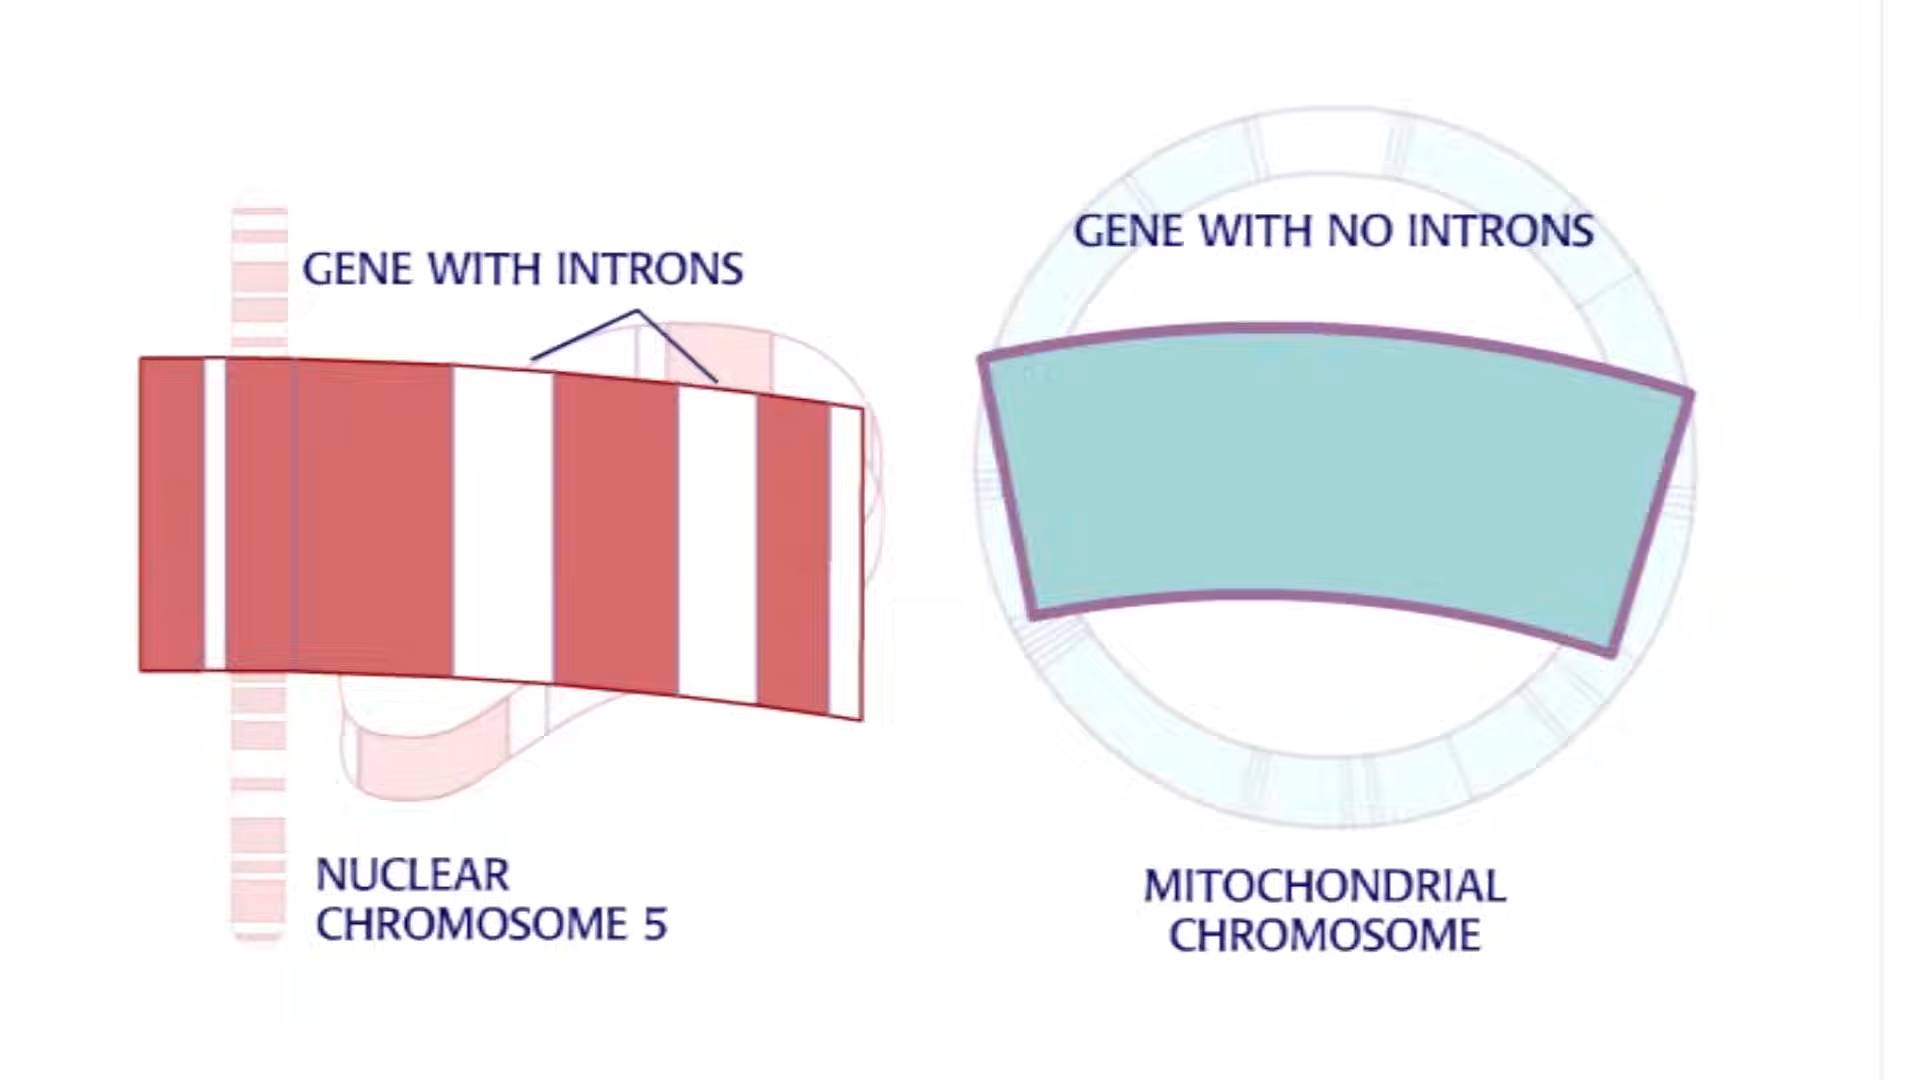 GENE WITH INTRONS
GENE WITH NO INTRONS
NUCLEAR
CHROMOSOME 5
MITOCHONDRIAL
CHROMOSOME